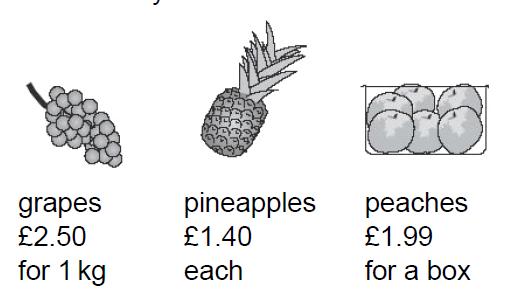 grapes
£2.50
for 1 kg
pineapples
£1.40
each
peaches
£1.99
for a box